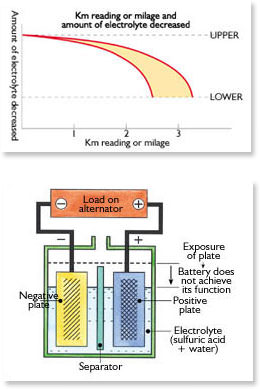 Km reading or milage and
amount of electrolyte decreased
Amount of electrolyte decreased
UPPER
LOWER
1 2 3
Km reading or milage
Load on
alternator
Exposure
of plate
Battery does
not achieve
its function
Negative
plate
Positive
plate
Electrolyte
(sulfuric acid
+ water)
Separator